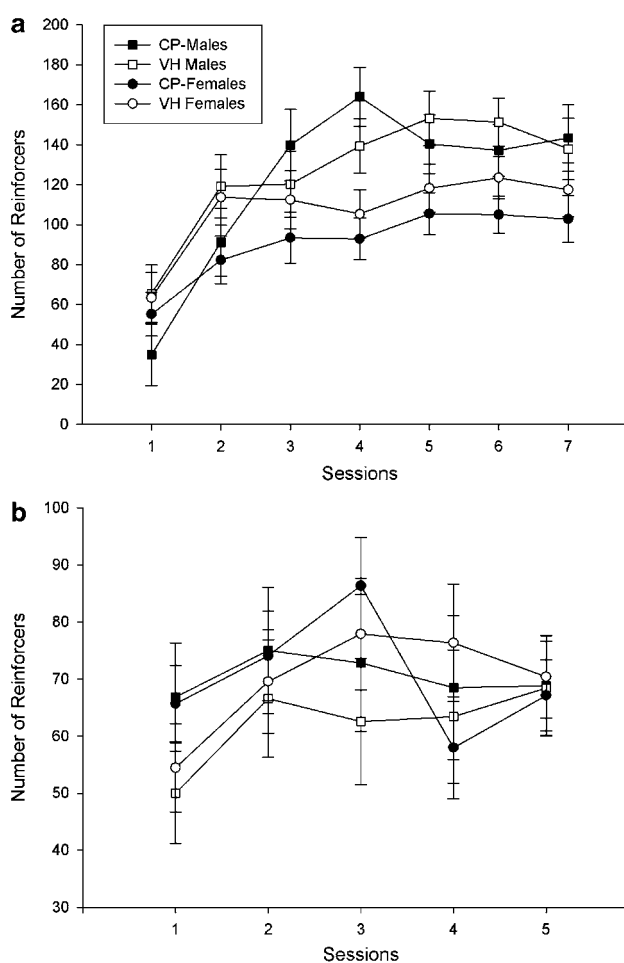 a
CP-Males
VH Males
CP-Females
VH Females
Number of Reinforcers
200
180
160
140
120
100
80
60
40
20
0
1 2 3 4 5 6 7
Sessions
b
Number of Reinforcers
100
90
80
70
60
50
40
30
1 2 3 4 5
Sessions